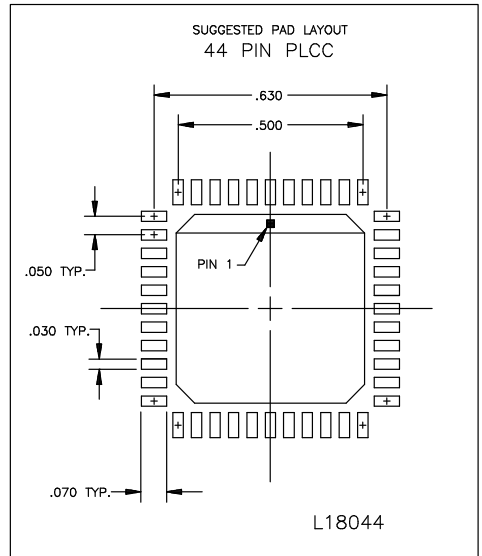 SUGGESTED PAD LAYOUT
44 PIN PLCC
.630
.500
PIN 1
.050 TYP.
.030 TYP.
.070 TYP.
L18044